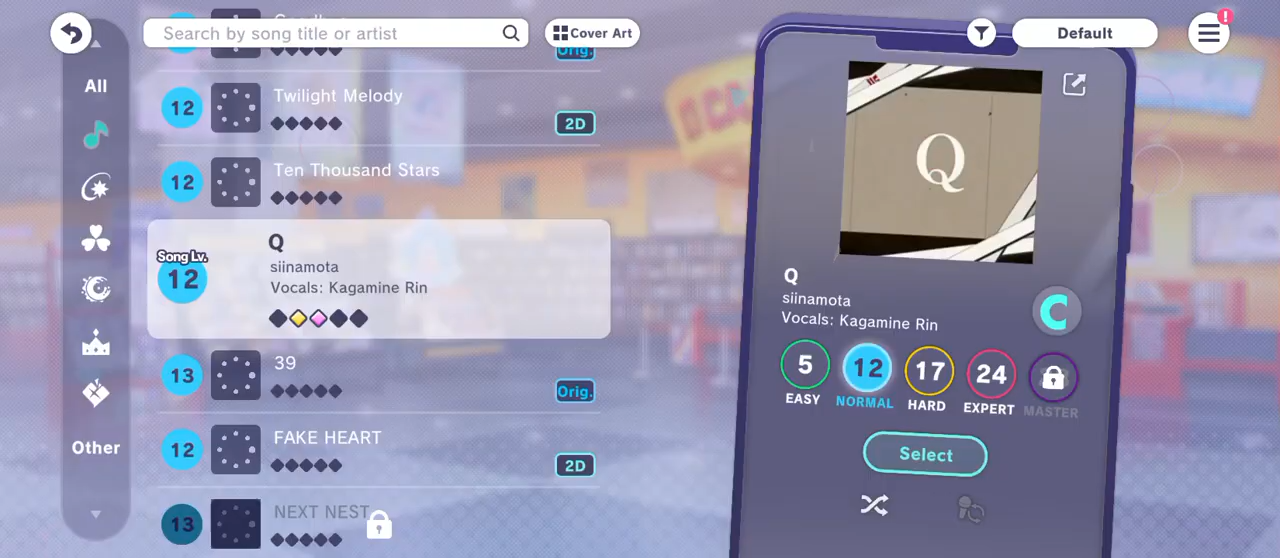 Search by song title or artist
Cover Art
Default
!
All
Other
Orig.
12
Twilight Melody
2D
12
Ten Thousand Stars
Song Lv.
12
Q
siinamota
Vocals: Kagamine Rin
13
39
Orig.
12
FAKE HEART
2D
13
NEXT NEST
Q
Q
siinamota
Vocals: Kagamine Rin
C
5
12
17
24
EASY
NORMAL
HARD
EXPERT
MASTER
Select